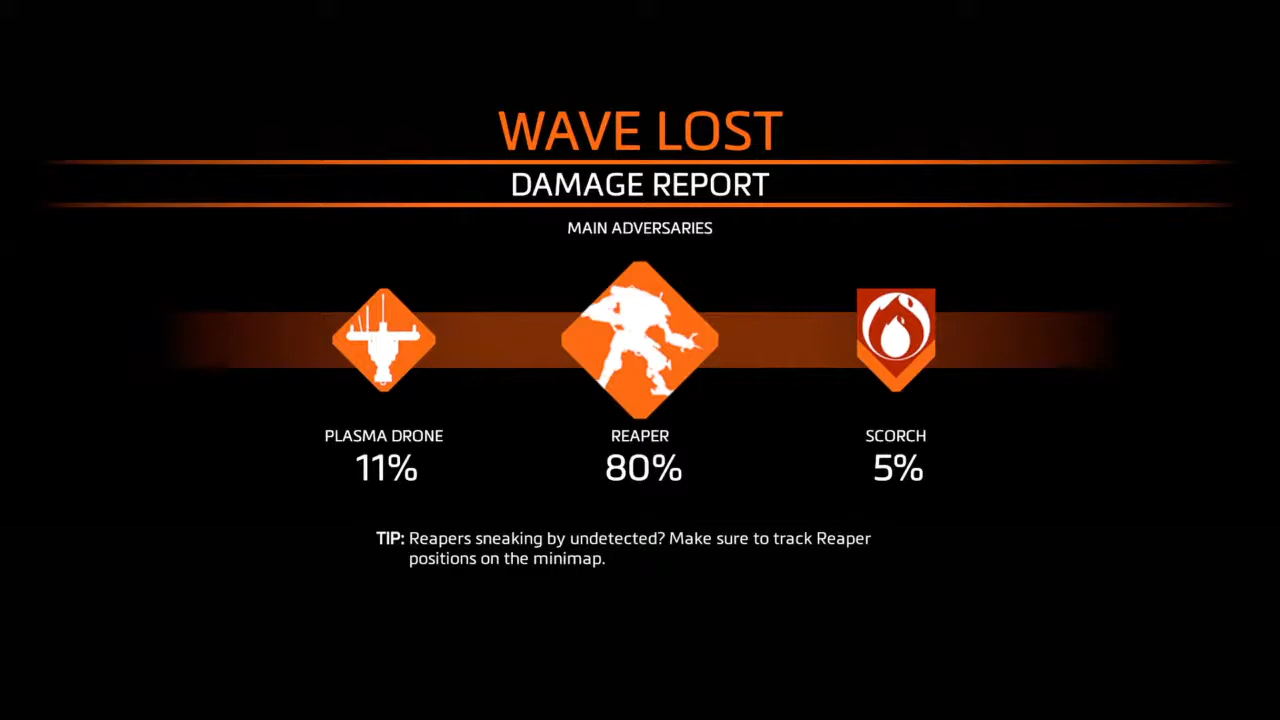 WAVE LOST
DAMAGE REPORT
MAIN ADVERSARIES
PLASMA DRONE
11%
REAPER
80%
SCORCH
5%
TIP: Reapers sneaking by undetected? Make sure to track Reaper
positions on the minimap.